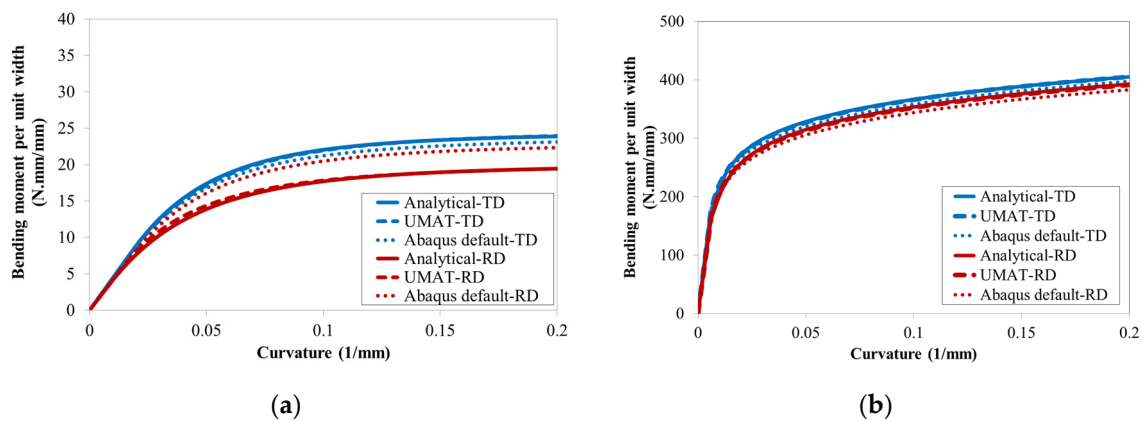 Bending moment per unit width
(N.mm/mm)
40
35
30
25
20
15
10
5
0
0
0.05
0.1
0.15
0.2
Curvature (1/mm)
Analytical-TD
UMAT-TD
Abaqus default-TD
Analytical-RD
UMAT-RD
Abaqus default-RD
(a)
Bending moment per unit width
(N.mm/mm)
500
400
300
200
100
0
0
0.05
0.1
0.15
0.2
Curvature (1/mm)
Analytical-TD
UMAT-TD
Abaqus default-TD
Analytical-RD
UMAT-RD
Abaqus default-RD
(b)